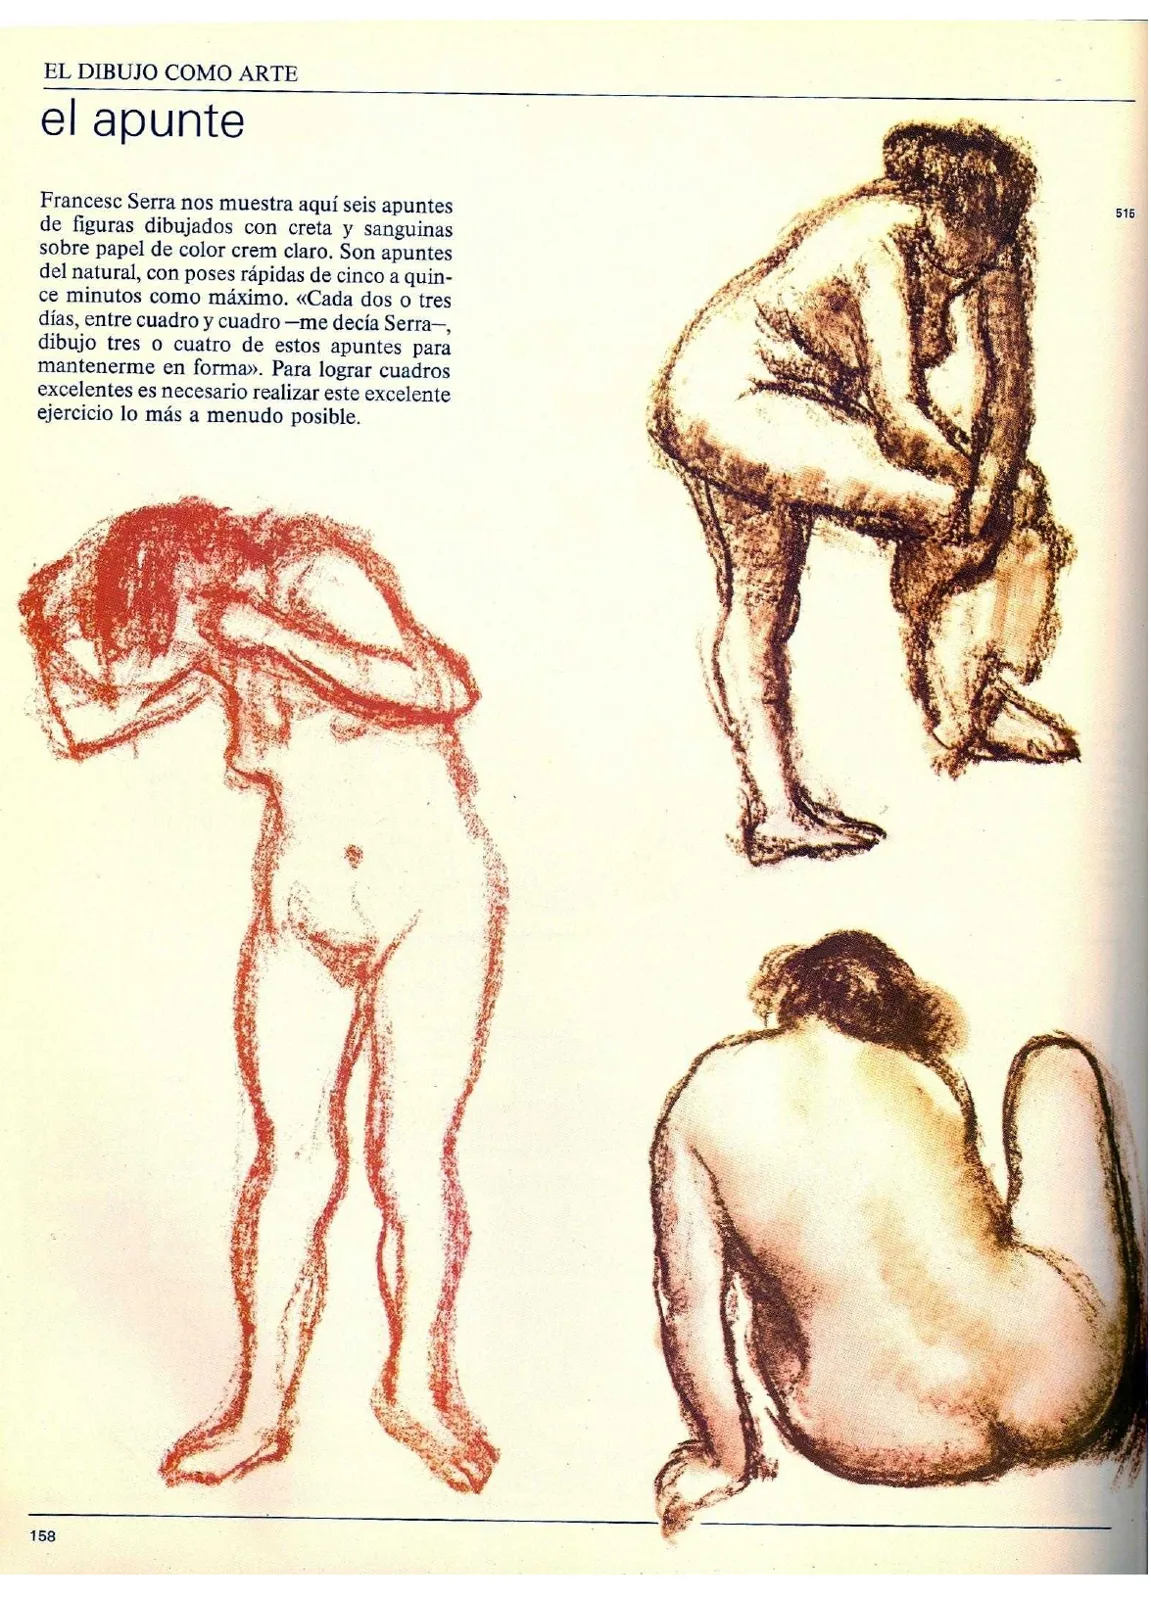 EL DIBUJO COMO ARTE
el apunte
Francesc Serra nos muestra aquí seis apuntes
de figuras dibujados con creta y sanguinas
sobre papel de color crem claro. Son apuntes
del natural, con poses rápidas de cinco a quin-
ce minutos como máximo. «Cada dos o tres
días, entre cuadro y cuadro —me decía Serra—,
dibujo tres o cuatro de estos apuntes para
mantenerme en forma». Para lograr cuadros
excelentes es necesario realizar este excelente
ejercicio lo más a menudo posible.
515
158